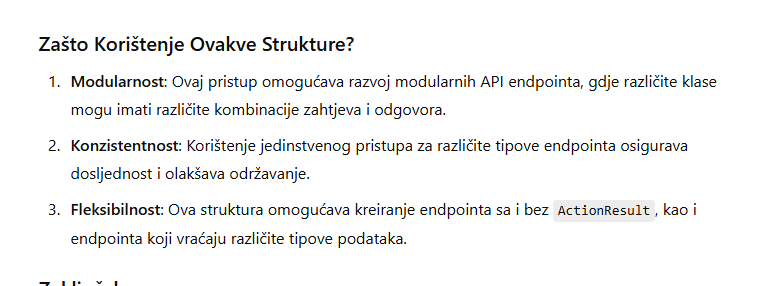 Zašto Korištenje Ovakve Strukture?
1. Modularnost: Ovaj pristup omogućava razvoj modularnih API endpointa, gdje različite klase
mogu imati različite kombinacije zahtjeva i odgovora.
2. Konzistentnost: Korištenje jedinstvenog pristupa za različite tipove endpointa osigurava
dosljednost i olakšava održavanje.
3. Fleksibilnost: Ova struktura omogućava kreiranje endpointa sa i bez ActionResult, kao i
endpointa koji vraćaju različite tipove podataka.